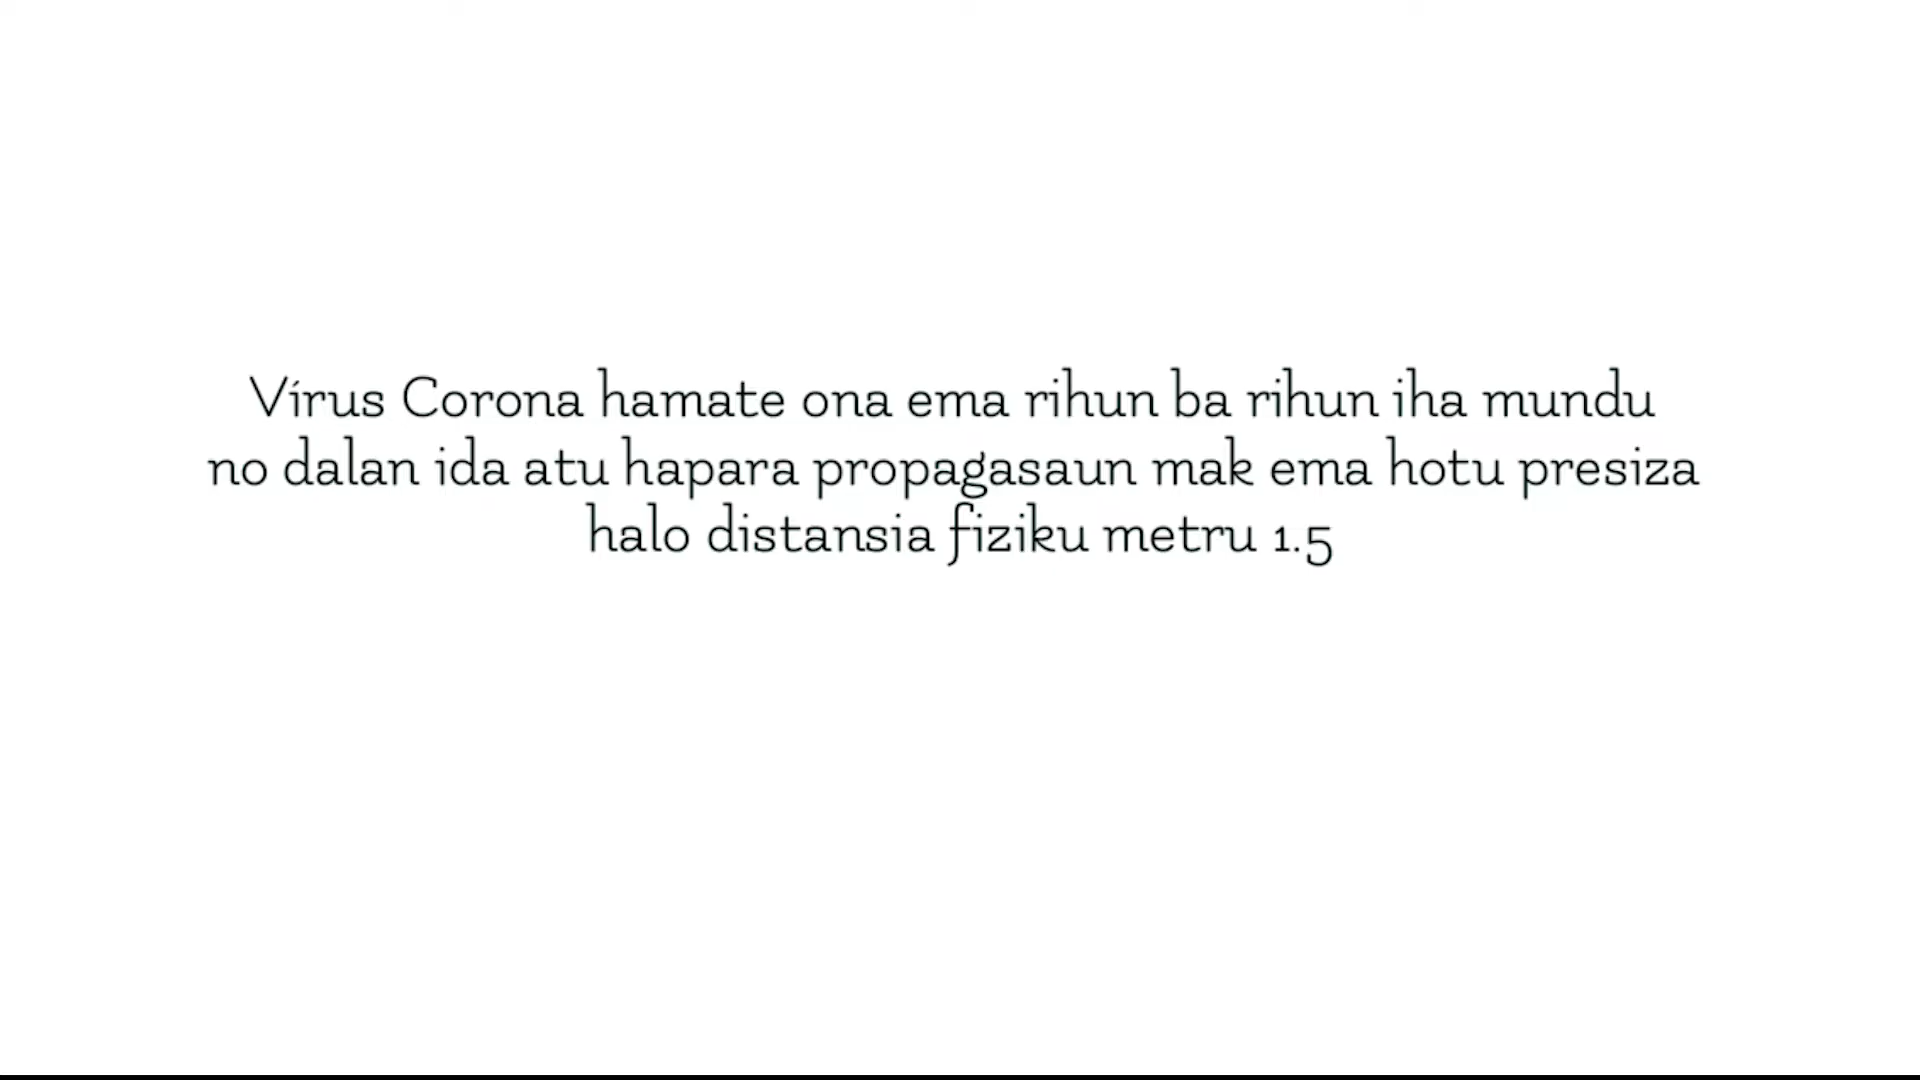 Vírus Corona hamate ona ema rihun ba rihun iha mundu
no dalan ida atu hapara propagasaun mak ema hotu presiza
halo distansia fiziku metru 1.5